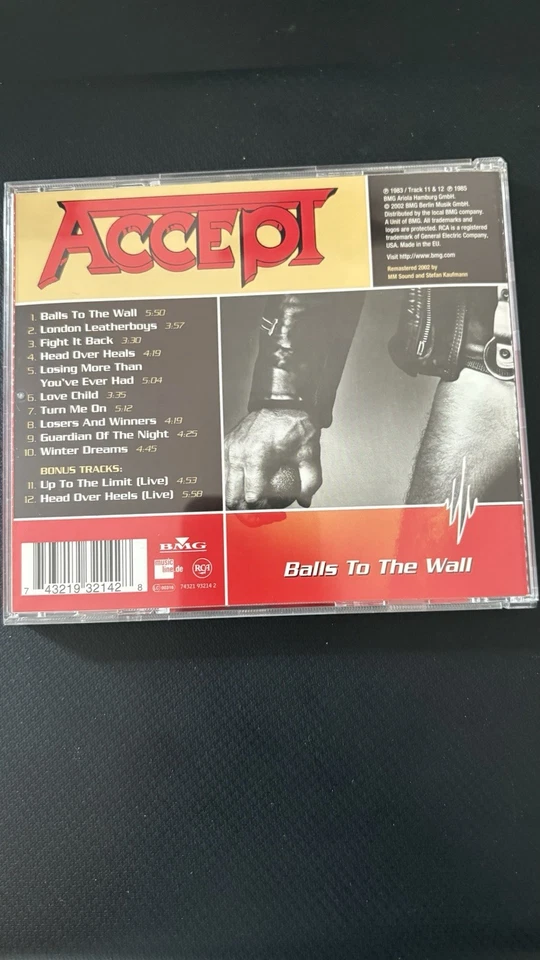 ACCEPT
℗ 1983 / Track 11 & 12 ℗ 1985
BMG Ariola Hamburg GmbH.
© 2002 BMG Berlin Musik GmbH.
Distributed by the local BMG company.
A Unit of BMG. All trademarks and
logos are protected. RCA is a registered
trademark of General Electric Company,
USA. Made in the EU.
Visit http://www.bmg.com
Remastered 2002 by
MM Sound and Stefan Kaufmann
1. Balls To The Wall 5:50
2. London Leatherboys 3:57
3. Fight It Back 3:30
4. Head Over Heals 4:19
5. Losing More Than
You've Ever Had 5:04
6. Love Child 3:35
7. Turn Me On 5:12
8. Losers And Winners 4:19
9. Guardian Of The Night 4:25
10. Winter Dreams 4:45
BONUS TRACKS:
11. Up To The Limit (Live) 4:53
12. Head Over Heels (Live) 5:58
BMG
music
line.de
RCA
74321 93214 2
7 43219 32142 8
Balls To The Wall